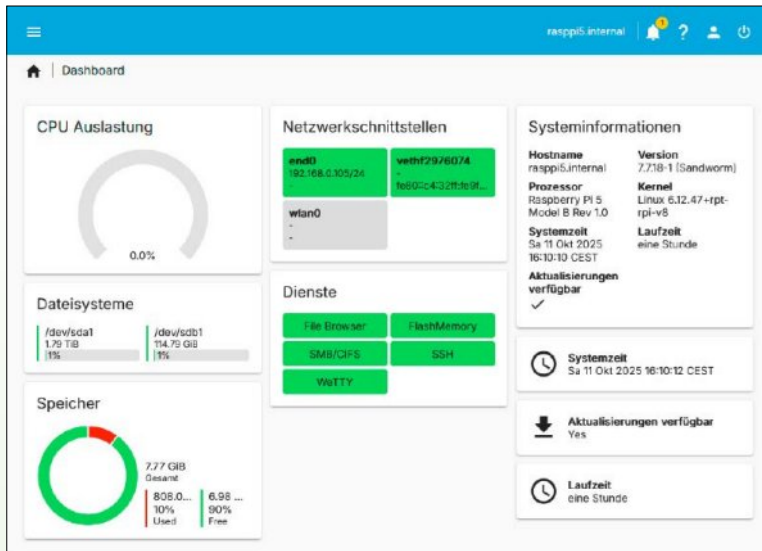 rasppi5.internal
1
?
Dashboard
CPU Auslastung
0.0%
Dateisysteme
/dev/sda1
1.79 TiB
1%
/dev/sdb1
114.79 GiB
1%
Speicher
7.77 GiB
Gesamt
808.0...
10%
Used
6.98 ...
90%
Free
Netzwerkschnittstellen
end0
192.168.0.105/24
-
vethf2976074
-
wlan0
-
-
Dienste
File Browser
FlashMemory
SMB/CIFS
SSH
WeTTY
Systeminformationen
Hostname
rasppi5.internal
Version
7.7.18-1 (Sandworm)
Prozessor
Raspberry Pi 5
Model B Rev 1.0
Kernel
Linux 6.12.47+rpt-
rpi-v8
Systemzeit
Sa 11 Okt 2025
16:10:10 CEST
Laufzeit
eine Stunde
Aktualisierungen
verfügbar
Systemzeit
Sa 11 Okt 2025 16:10:12 CEST
Aktualisierungen verfügbar
Yes
Laufzeit
eine Stunde